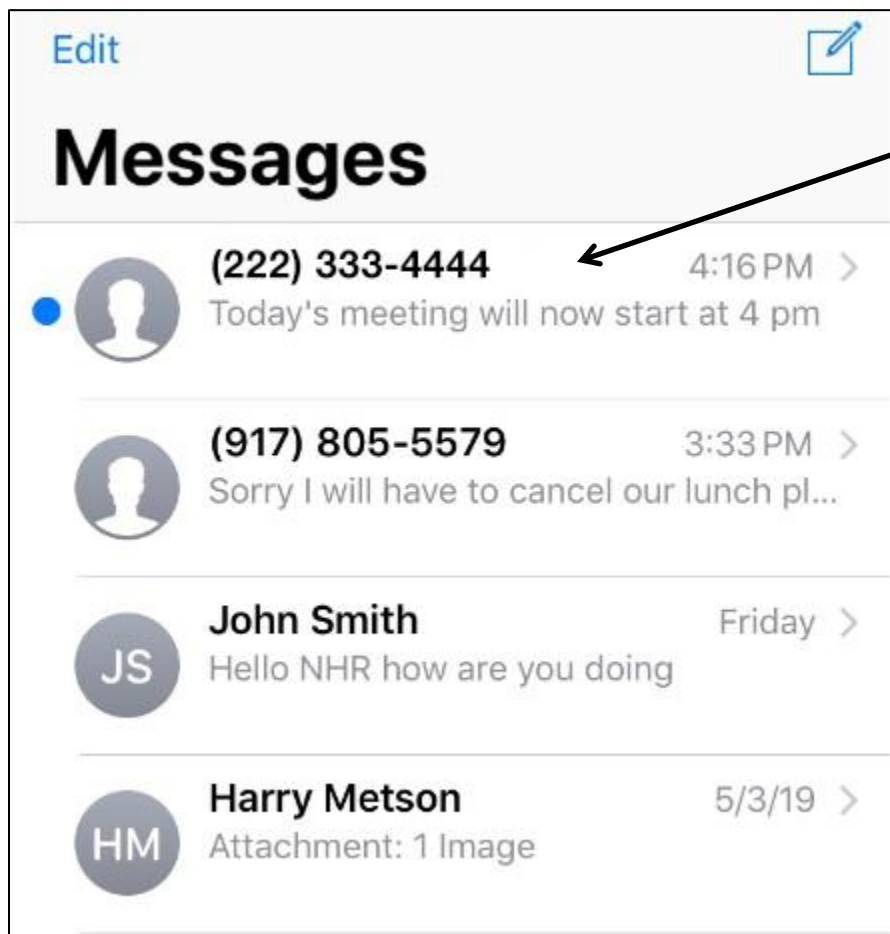 Edit
Messages
(222) 333-4444 4:16 PM
Today's meeting will now start at 4 pm
(917) 805-5579 3:33 PM
Sorry I will have to cancel our lunch pl...
JS John Smith Friday
Hello NHR how are you doing
HM Harry Metson 5/3/19
Attachment: 1 Image